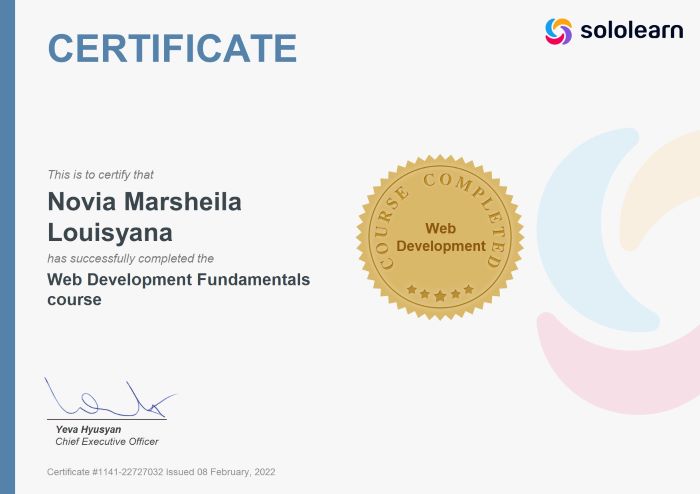 CERTIFICATE
sololearn
This is to certify that
Novia Marsheila
Louisyana
has successfully completed the
Web Development Fundamentals
course
COURSE COMPLETED
Web
Development
Yeva Hyusyan
Chief Executive Officer
Certificate #1141-22727032 Issued 08 February, 2022